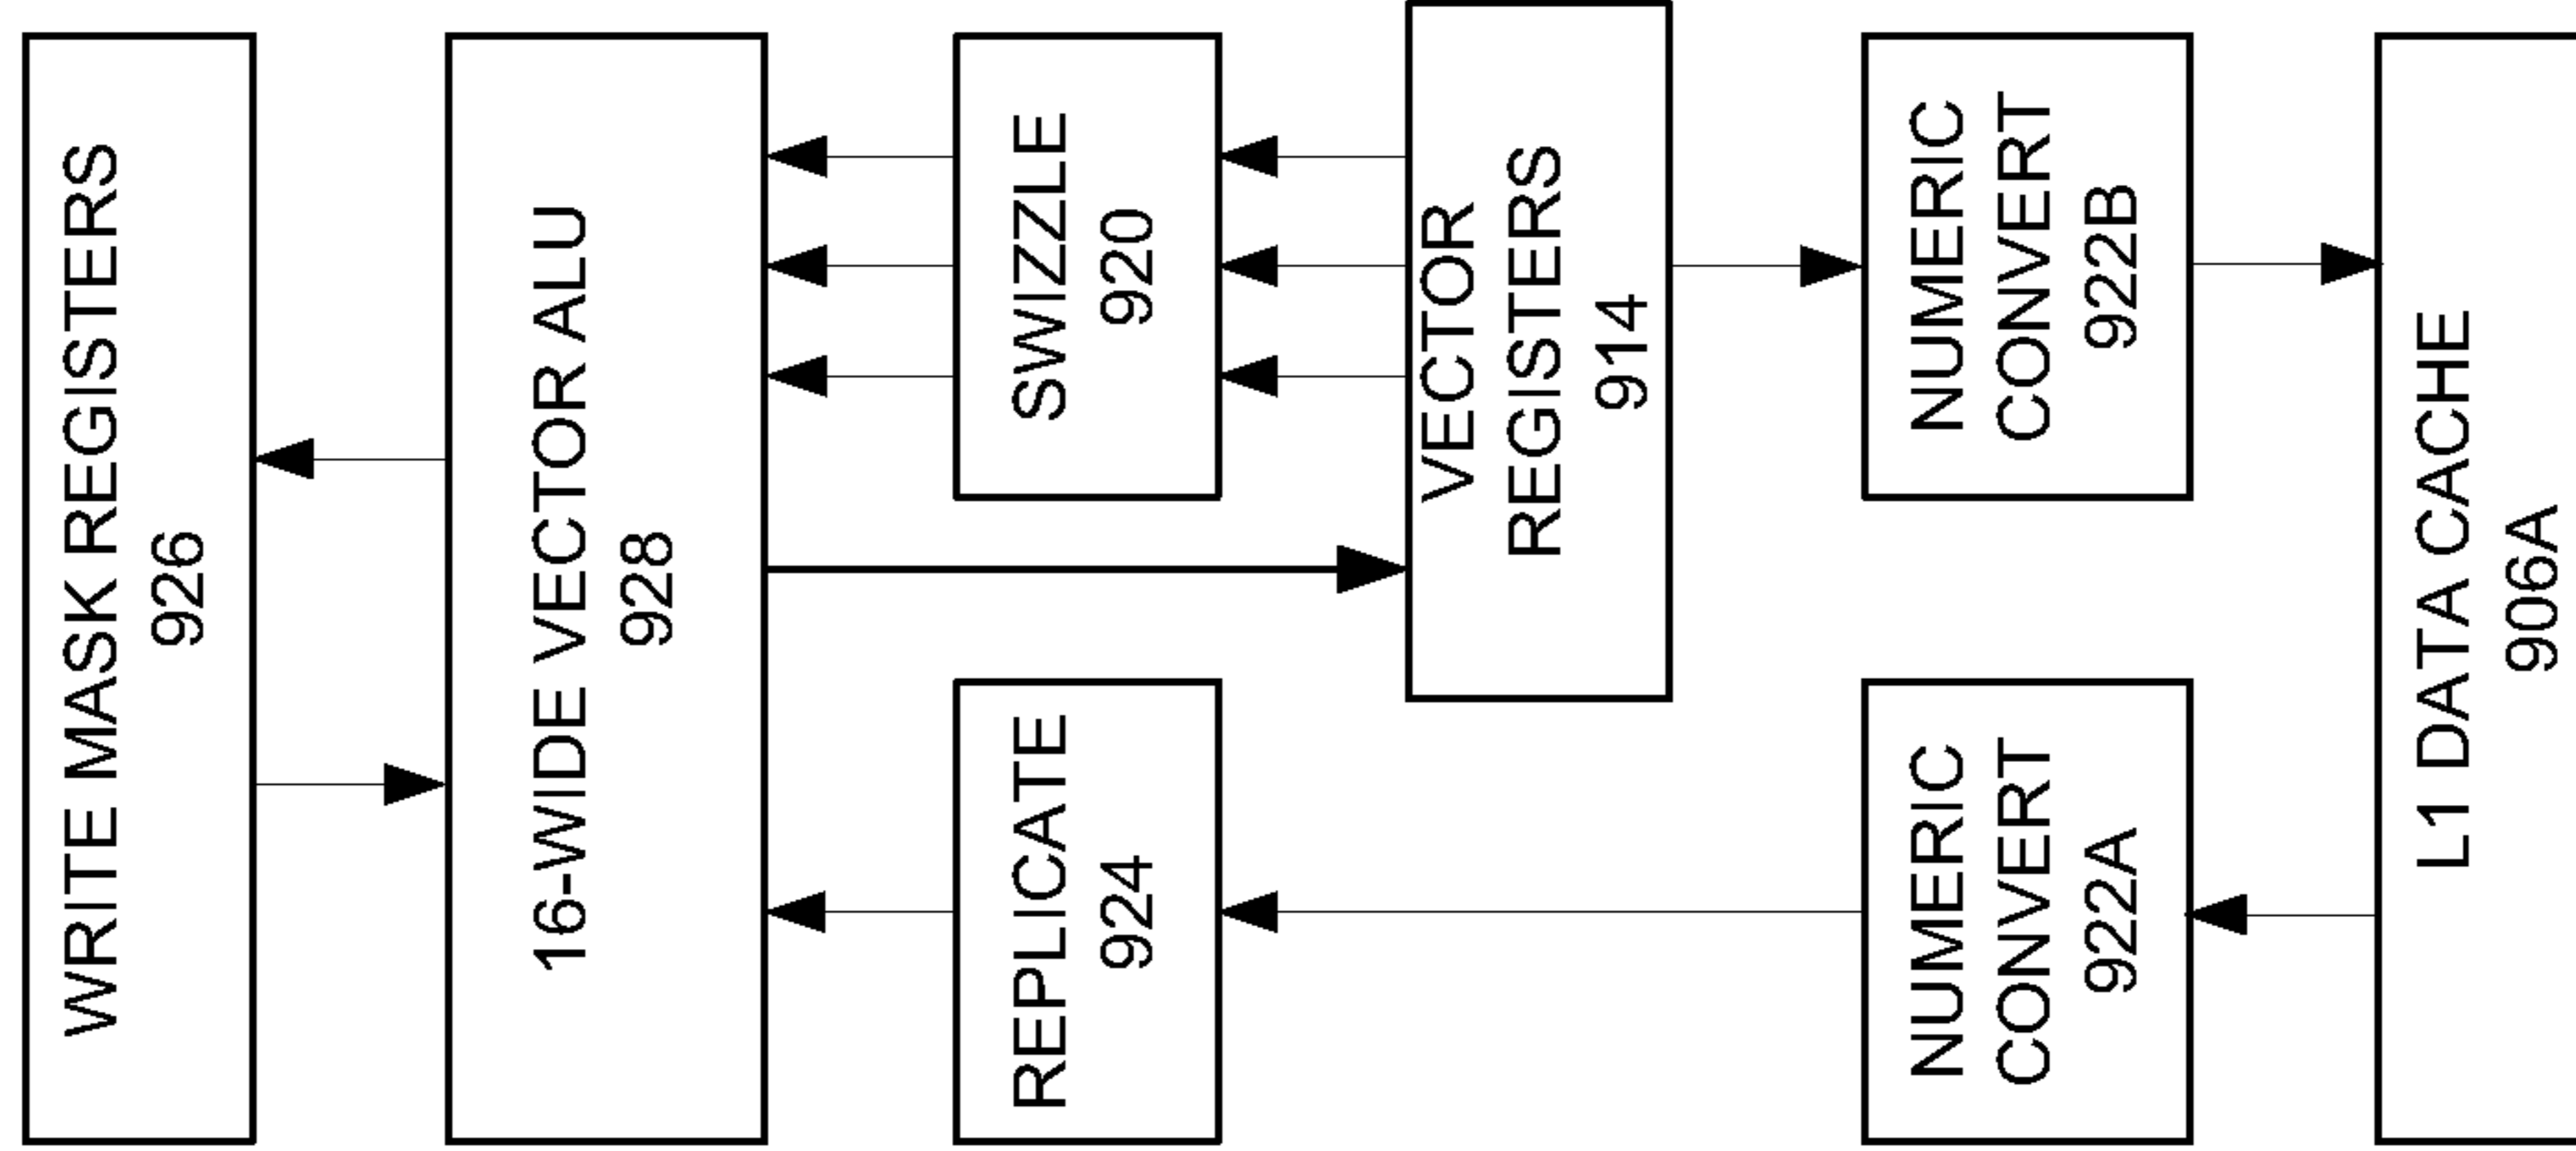 WRITE MASK REGISTERS
926
16-WIDE VECTOR ALU
928
REPLICATE
924
SWIZZLE
920
VECTOR
REGISTERS
914
NUMERIC
CONVERT
922A
NUMERIC
CONVERT
922B
L1 DATA CACHE
906A